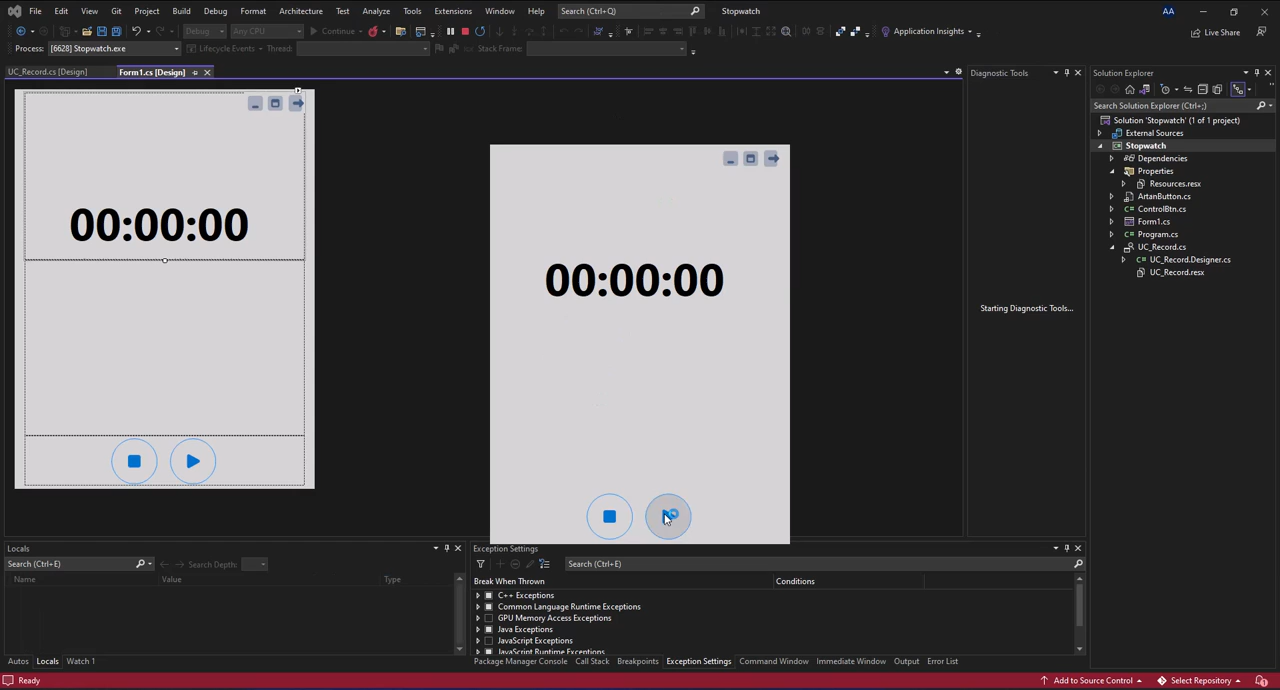 File Edit View Git Project Build Debug Format Architecture Test Analyze Tools Extensions Window Help Search (Ctrl+Q) Stopwatch AA
Debug Any CPU Continue Application Insights Live Share
Process: [6628] Stopwatch.exe Lifecycle Events Thread: Stack Frame:
UC_Record.cs [Design] Form1.cs [Design] Diagnostic Tools Solution Explorer
Search Solution Explorer (Ctrl+;)
Solution 'Stopwatch' (1 of 1 project)
External Sources
Stopwatch
Dependencies
Properties
Resources.resx
ArtanButton.cs
ControlBtn.cs
Form1.cs
Program.cs
UC_Record.cs
UC_Record.Designer.cs
UC_Record.resx
00:00:00
00:00:00
Starting Diagnostic Tools...
Locals
Search (Ctrl+E) Search Depth:
Name Value Type
Autos Locals Watch 1
Exception Settings
Search (Ctrl+E)
Break When Thrown Conditions
C++ Exceptions
Common Language Runtime Exceptions
GPU Memory Access Exceptions
Java Exceptions
JavaScript Exceptions
JavaScript Runtime Exceptions
Package Manager Console Call Stack Breakpoints Exception Settings Command Window Immediate Window Output Error List
Ready Add to Source Control Select Repository 1